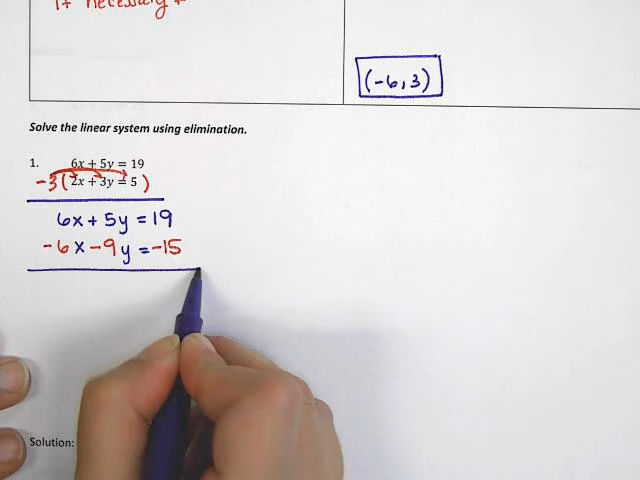 If necessary
(-6,3)
Solve the linear system using elimination.
1. 6x + 5y = 19
-3(2x + 3y = 5)
6x + 5y = 19
-6x - 9y = -15
Solution: